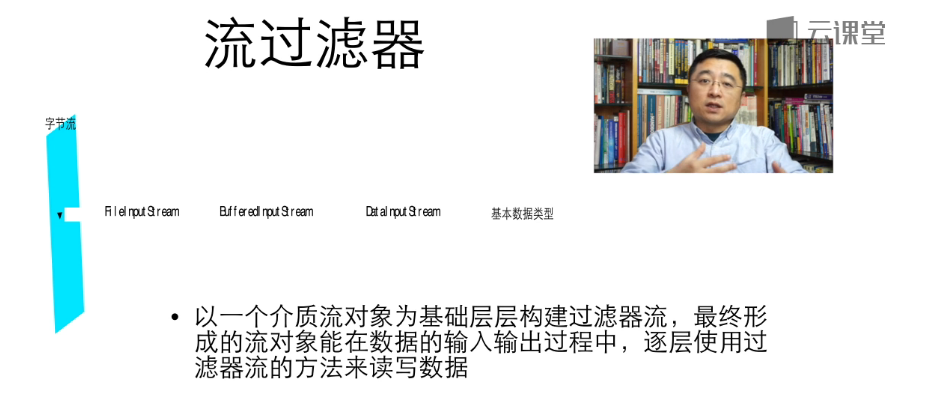 流过滤器
云课堂
字节流
FileInputStream
BufferedInputStream
DataInputStream
基本数据类型
• 以一个介质流对象为基础层层构建过滤器流，最终形
成的流对象能在数据的输入输出过程中，逐层使用过
滤器流的方法来读写数据